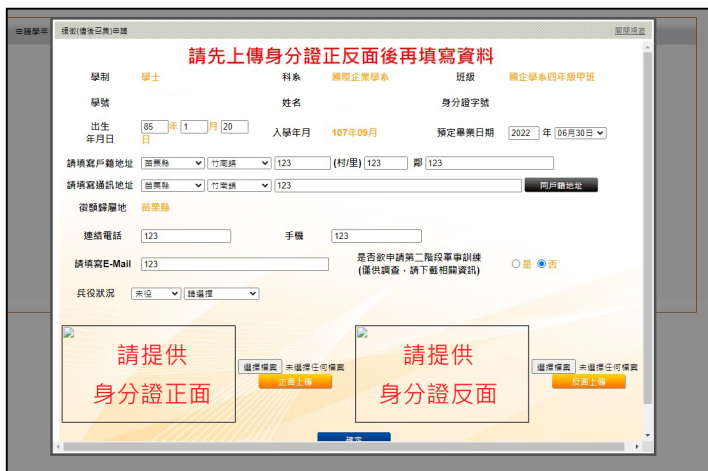 申請學年
緩徵(儘後召集)申請
關閉視窗
請先上傳身分證正反面後再填寫資料
學制 學士 科系 國際企業學系 班級 國企學系四年級甲班
學號 姓名 身分證字號
出生年月日 85 年 1 月 20 日 入學年月 107年09月 預定畢業日期 2022 年 06月30日
請填寫戶籍地址 苗栗縣 竹南鎮 123 (村/里) 123 鄰 123
請填寫通訊地址 苗栗縣 竹南鎮 123 同戶籍地址
徵額歸屬地 苗栗縣
連絡電話 123 手機 123
請填寫E-Mail 123 是否欲申請第二階段軍事訓練
(僅供調查，請下載相關資訊) 是 否
兵役狀況 未役 請選擇
請提供
身分證正面
選擇檔案 未選擇任何檔案
正面上傳
請提供
身分證反面
選擇檔案 未選擇任何檔案
反面上傳
確定